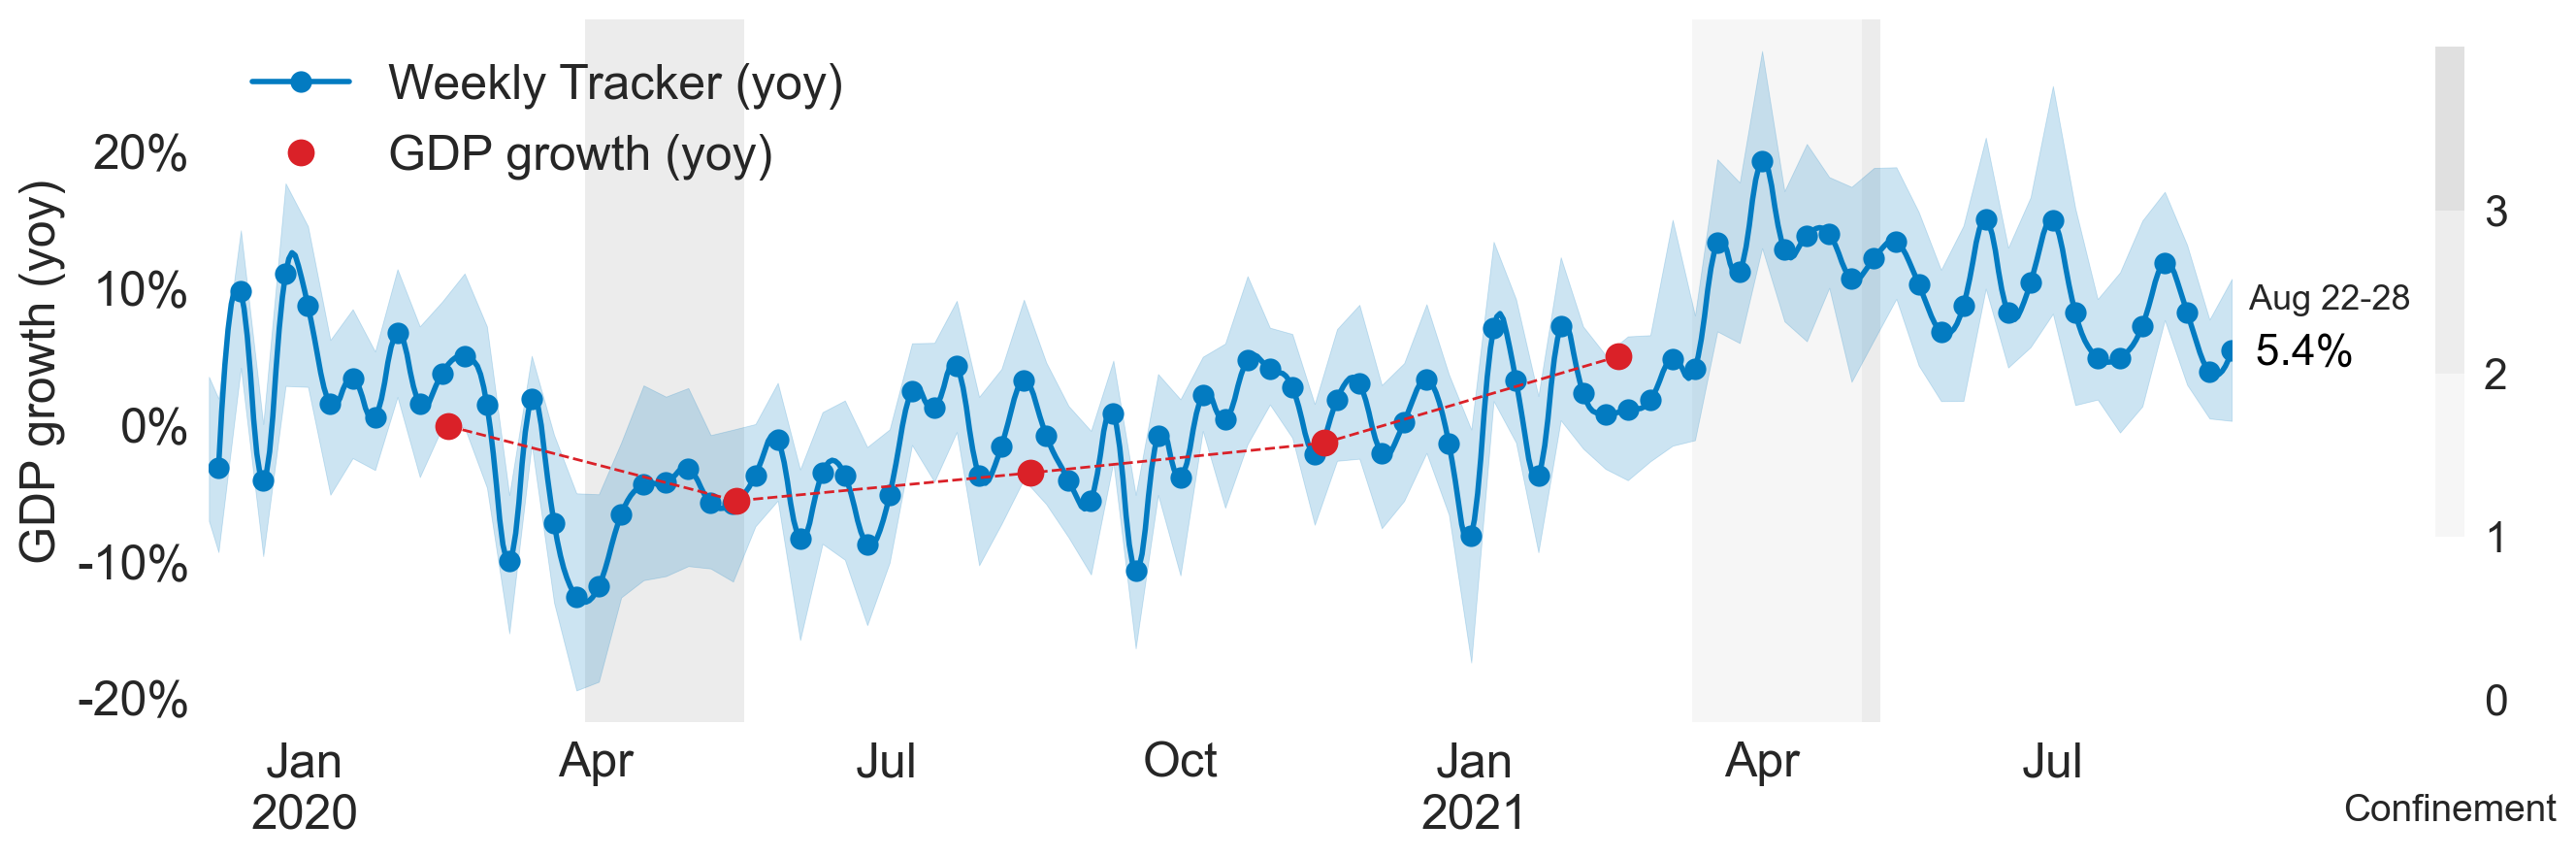 Weekly Tracker (yoy)
GDP growth (yoy)
GDP growth (yoy)
20%
10%
0%
-10%
-20%
Jan
2020
Apr
Jul
Oct
Jan
2021
Apr
Jul
Aug 22-28
5.4%
3
2
1
0
Confinement